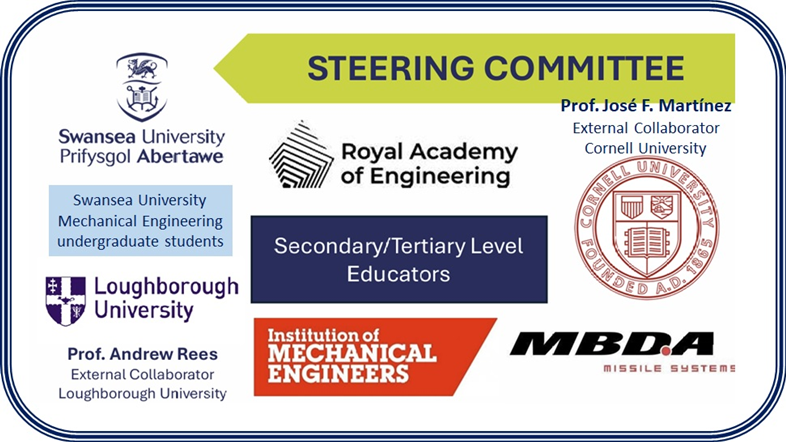 STEERING COMMITTEE
Swansea University
Prifysgol Abertawe
Swansea University
Mechanical Engineering
undergraduate students
Loughborough
University
Prof. Andrew Rees
External Collaborator
Loughborough University
Royal Academy
of Engineering
Secondary/Tertiary Level
Educators
Institution of
MECHANICAL
ENGINEERS
Prof. José F. Martínez
External Collaborator
Cornell University
CORNELL UNIVERSITY
FOUNDED A.D. 1865
MBDA
MISSILE SYSTEMS